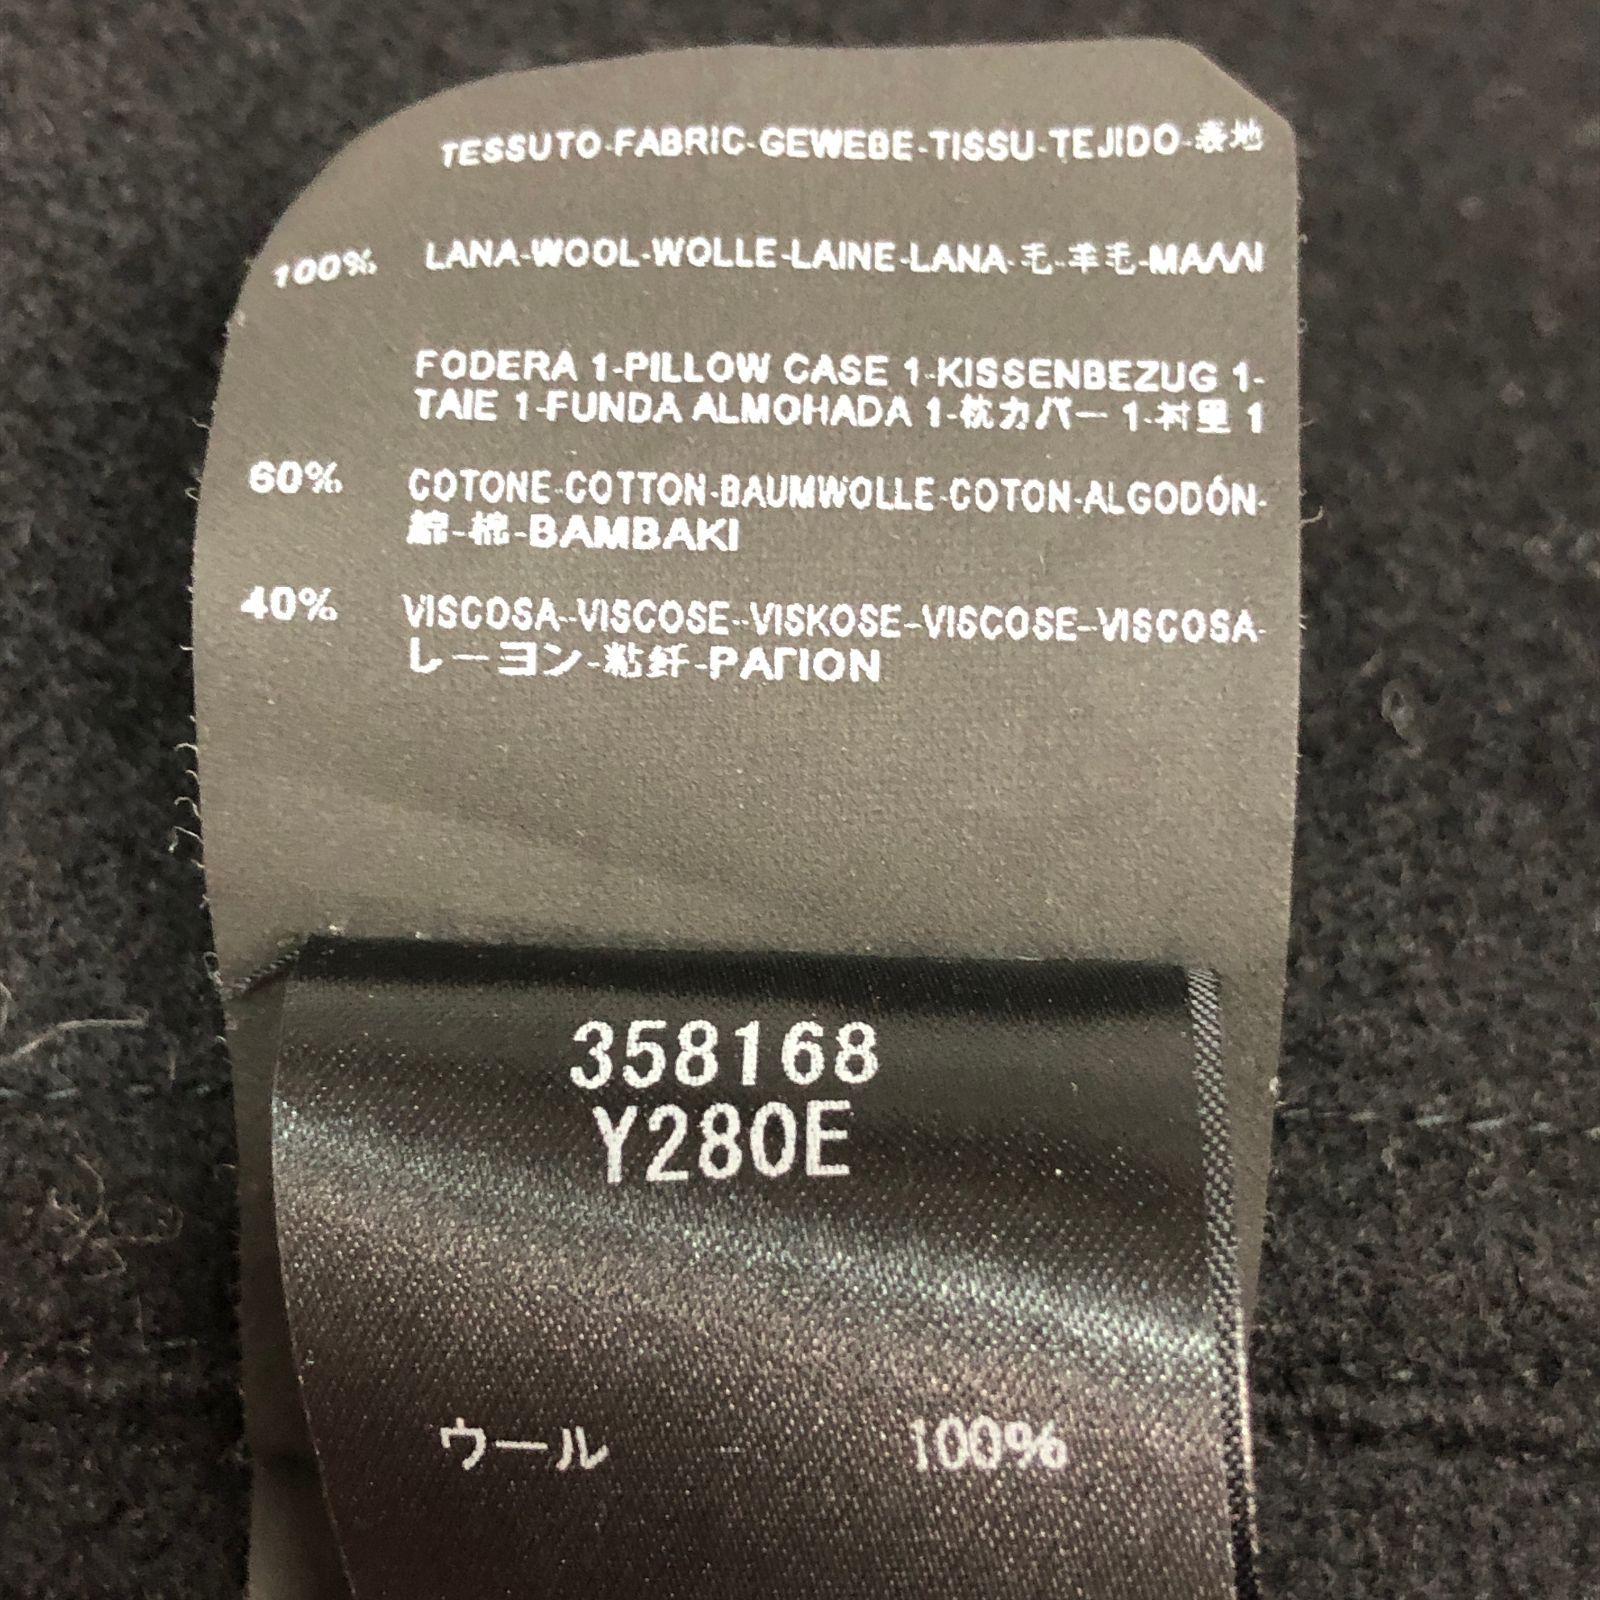 TESSUTO-FABRIC-GEWEBE-TISSU-TEJIDO-表地
100% LANA-WOOL-WOLLE-LAINE-LANA-毛-羊毛-MAΛΛI
FODERA 1-PILLOW CASE 1-KISSENBEZUG 1-
TAIE 1-FUNDA ALMOHADA 1-枕カバー 1-衬里 1
60% COTONE-COTTON-BAUMWOLLE-COTON-ALGODÓN-
綿-棉-BAMBAKI
40% VISCOSA-VISCOSE-VISKOSE-VISCOSE-VISCOSA-
レーヨン-粘纤-PAΓION
358168
Y280E
ウール 100%